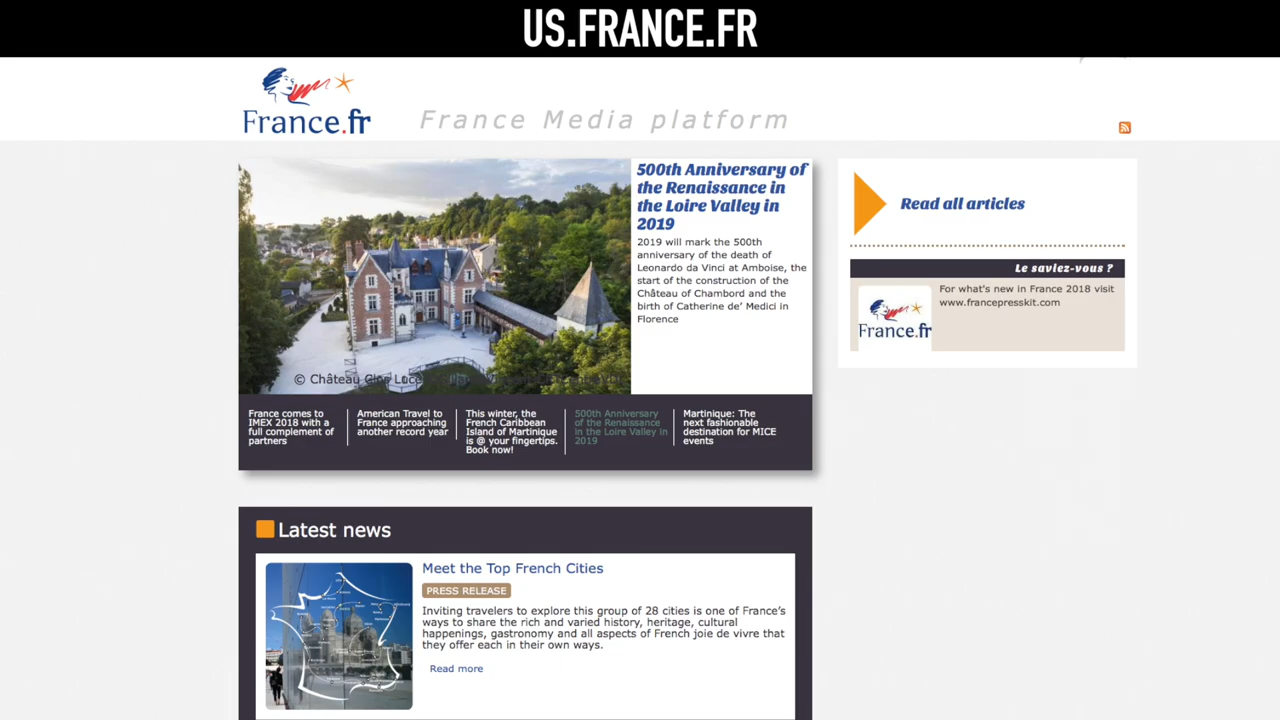 US.FRANCE.FR
France.fr
France Media platform
500th Anniversary of
the Renaissance in
the Loire Valley in
2019
2019 will mark the 500th
anniversary of the death of
Leonardo da Vinci at Amboise, the
start of the construction of the
Château of Chambord and the
birth of Catherine de’ Medici in
Florence
© Château Clos Lucé
France comes to
IMEX 2018 with a
full complement of
partners
American Travel to
France approaching
another record year
This winter, the
French Caribbean
Island of Martinique
is @ your fingertips.
Book now!
500th Anniversary
of the Renaissance
in the Loire Valley in
2019
Martinique: The
next fashionable
destination for MICE
events
Read all articles
Le saviez-vous ?
For what's new in France 2018 visit
www.francepresskit.com
France.fr
Latest news
Meet the Top French Cities
PRESS RELEASE
Inviting travelers to explore this group of 28 cities is one of France’s
ways to share the rich and varied history, heritage, cultural
happenings, gastronomy and all aspects of French joie de vivre that
they offer each in their own ways.
Read more